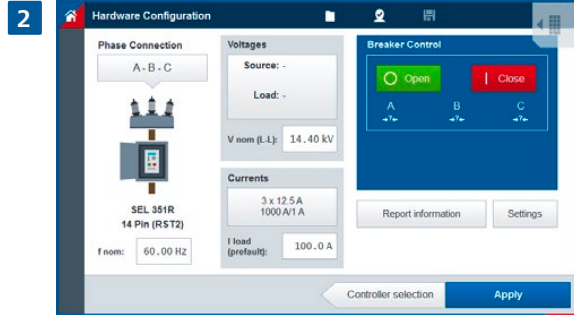 2
Hardware Configuration
Phase Connection
A - B - C
SEL 351R
14 Pin (RST2)
f nom: 60.00 Hz
Voltages
Source: -
Load: -
V nom (L-L): 14.40 kV
Currents
3 x 12.5 A
1000 A/1 A
I load
(prefault): 100.0 A
Breaker Control
Open
Close
A B C
Report information
Settings
Controller selection
Apply